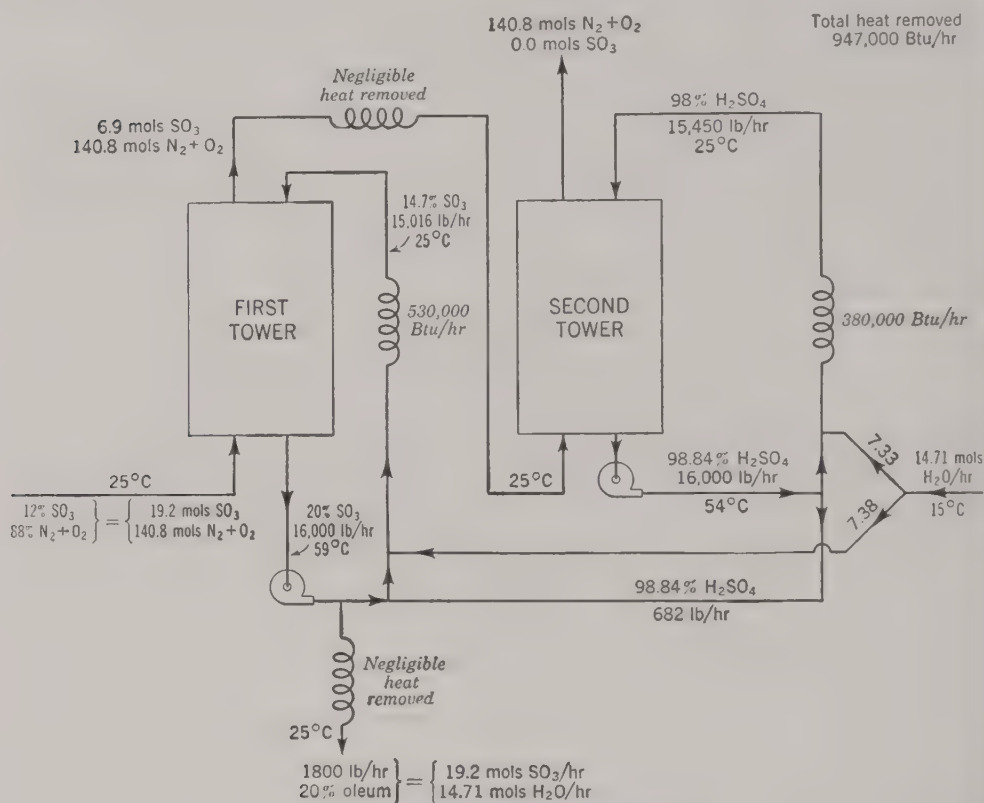 140.8 mols N₂+O₂
0.0 mols SO₃
Total heat removed
947,000 Btu/hr
Negligible
heat removed
6.9 mols SO₃
140.8 mols N₂+O₂
98% H₂SO₄
15,450 lb/hr
25°C
14.7% SO₃
15,016 lb/hr
25°C
FIRST
TOWER
530,000
Btu/hr
SECOND
TOWER
380,000 Btu/hr
25°C
12% SO₃
88% N₂+O₂
=
19.2 mols SO₃
140.8 mols N₂+O₂
20% SO₃
16,000 lb/hr
59°C
25°C
98.84% H₂SO₄
16,000 lb/hr
54°C
7.33
7.38
14.71 mols
H₂O/hr
15°C
98.84% H₂SO₄
682 lb/hr
Negligible
heat
removed
25°C
1800 lb/hr
20% oleum
=
19.2 mols SO₃/hr
14.71 mols H₂O/hr